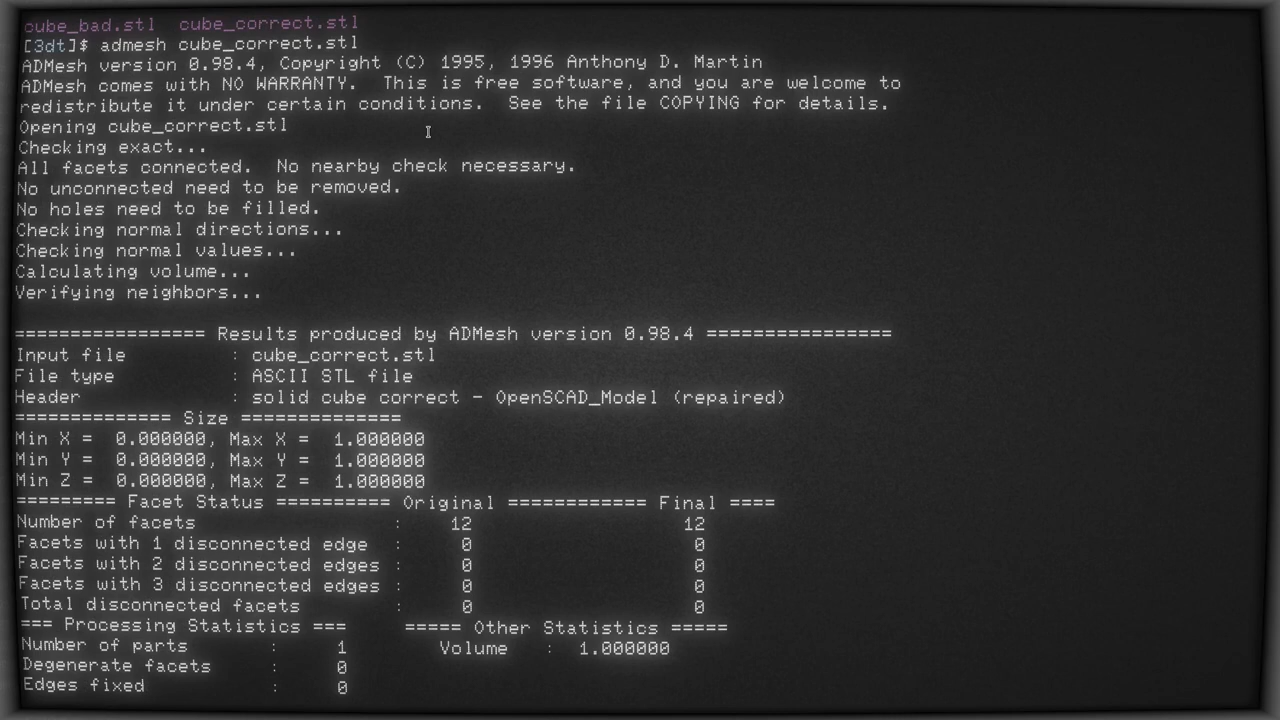 cube_bad.stl  cube_correct.stl
[3dt]$ admesh cube_correct.stl
ADMesh version 0.98.4, Copyright (C) 1995, 1996 Anthony D. Martin
ADMesh comes with NO WARRANTY.  This is free software, and you are welcome to
redistribute it under certain conditions.  See the file COPYING for details.
Opening cube_correct.stl
Checking exact...
All facets connected.  No nearby check necessary.
No unconnected need to be removed.
No holes need to be filled.
Checking normal directions...
Checking normal values...
Calculating volume...
Verifying neighbors...
================= Results produced by ADMesh version 0.98.4 =================
Input file            : cube_correct.stl
File type             : ASCII STL file
Header                : solid cube correct - OpenSCAD_Model (repaired)
============== Size ==============
Min X =  0.000000, Max X =  1.000000
Min Y =  0.000000, Max Y =  1.000000
Min Z =  0.000000, Max Z =  1.000000
========= Facet Status ========== Original ============ Final ====
Number of facets                 :     12                  12
Facets with 1 disconnected edge  :      0                   0
Facets with 2 disconnected edges :      0                   0
Facets with 3 disconnected edges :      0                   0
Total disconnected facets        :      0                   0
=== Processing Statistics ===     ===== Other Statistics =====
Number of parts       :     1        Volume   :  1.000000
Degenerate facets     :     0
Edges fixed           :     0